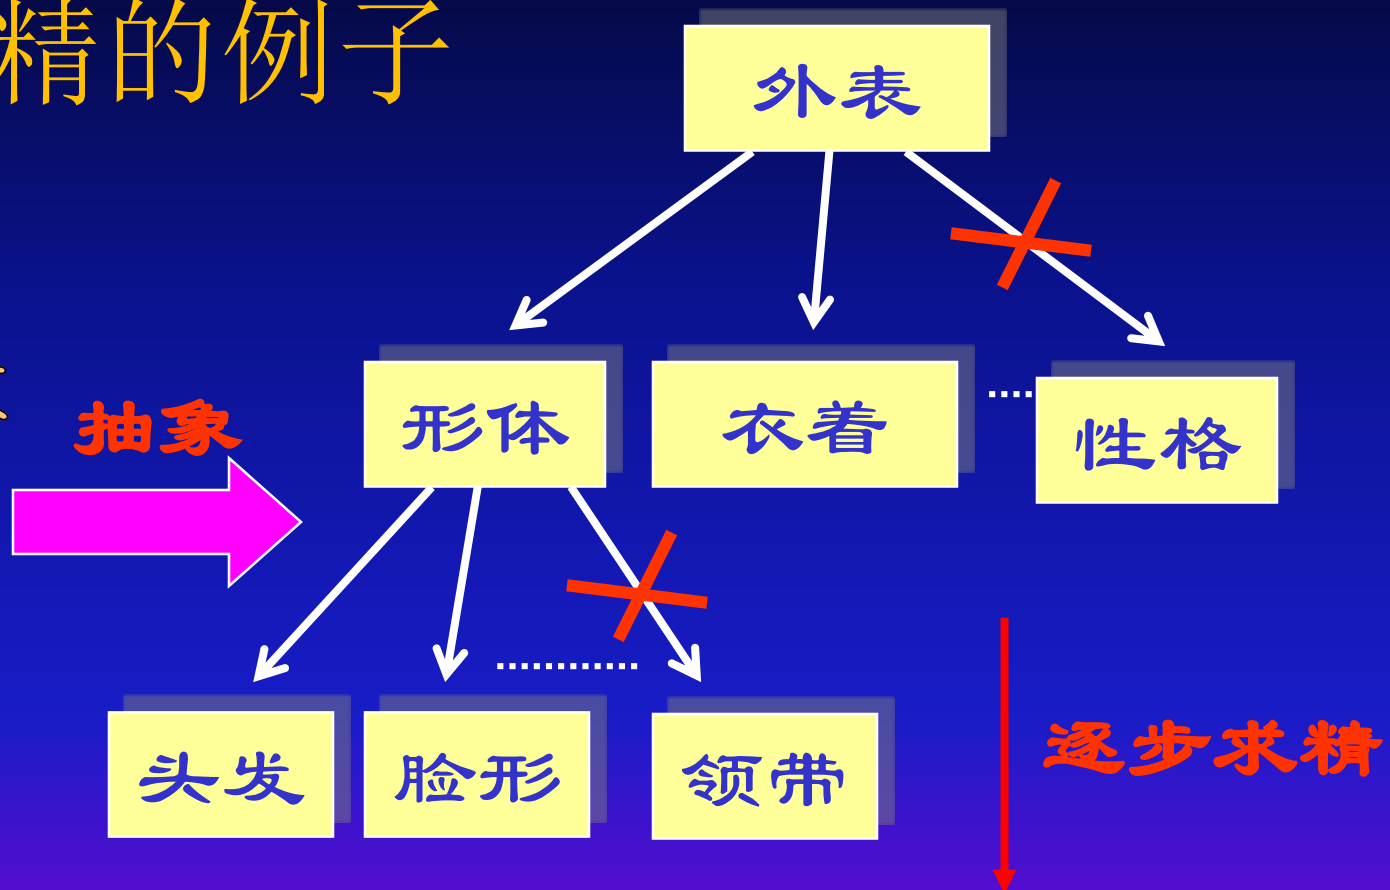 精的例子
外表
抽象
形体
衣着
性格
头发
脸形
领带
逐步求精